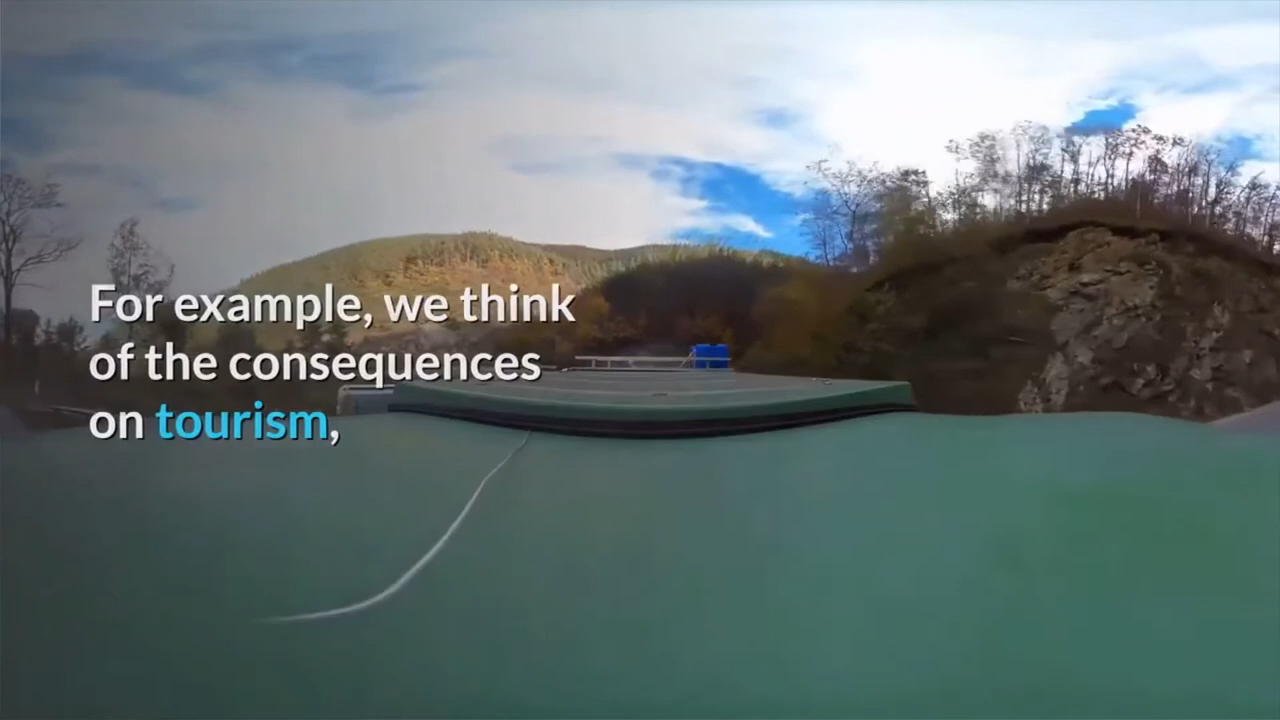 For example, we think
of the consequences
on tourism,